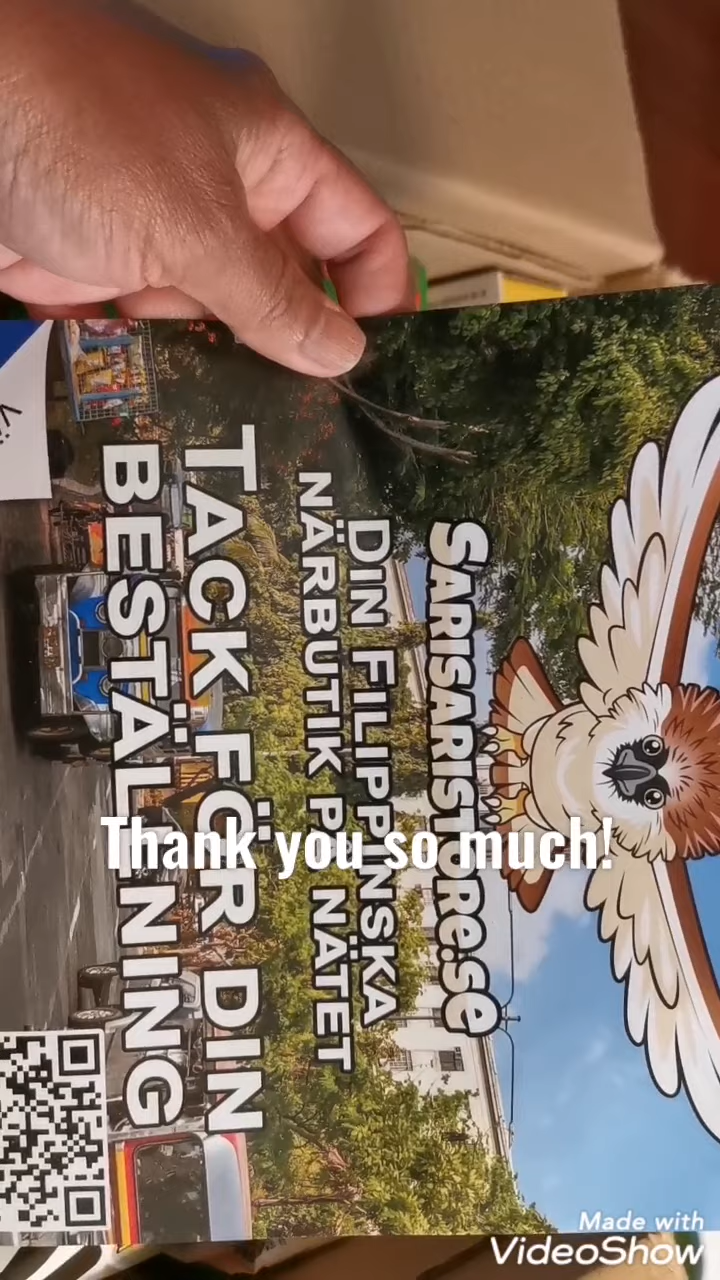 SARISARISTORE.SE
DIN FILIPPINSKA
NÄRBUTIK PÅ NÄTET
TACK FÖR DIN
BESTÄLLNING
Thank you so much!
Made with
VideoShow